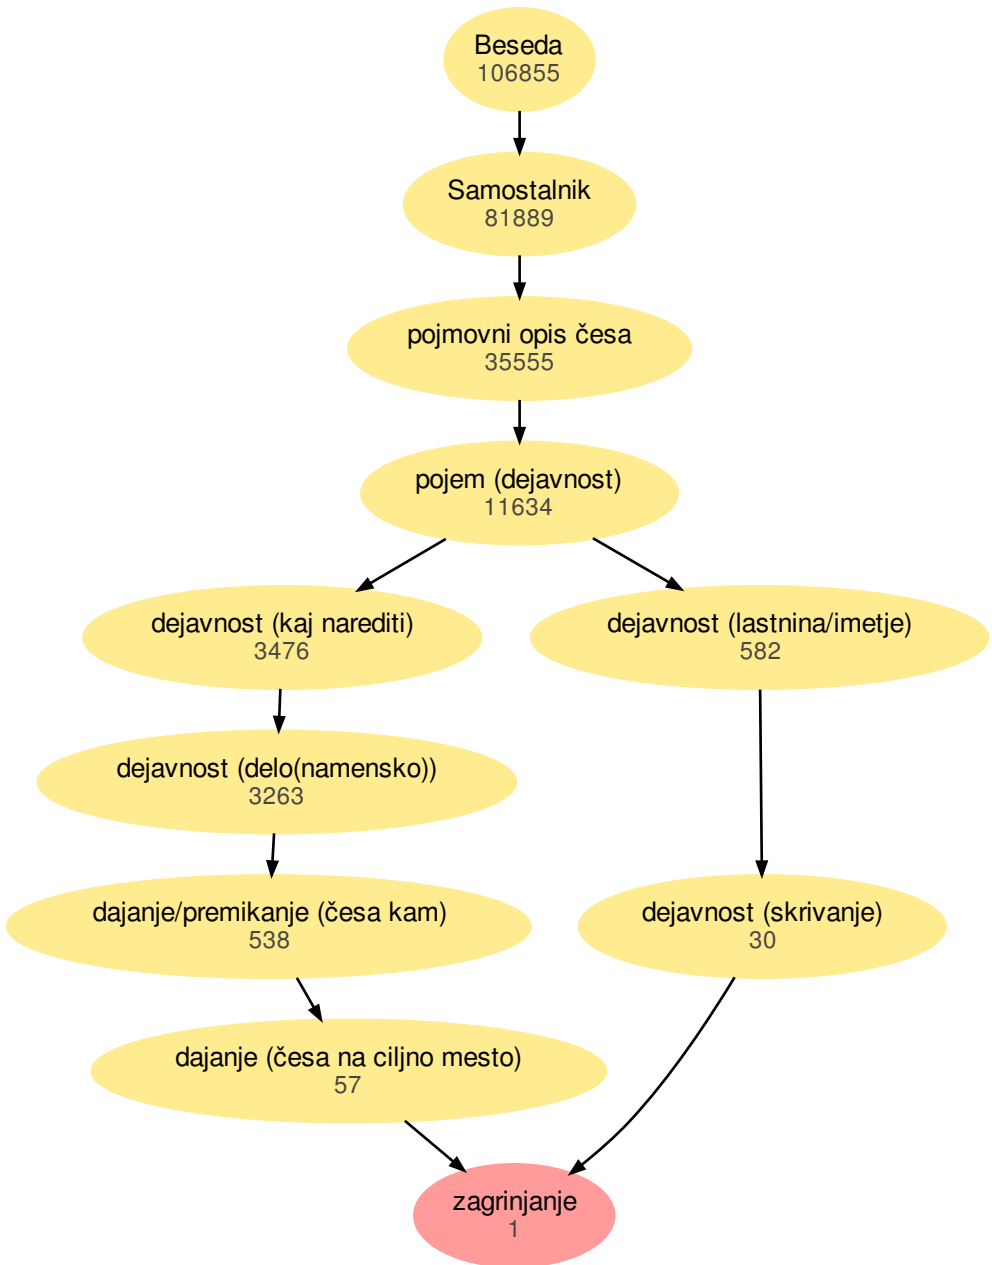 Beseda
106855
Samostalnik
81889
pojmovni opis česa
35555
pojem (dejavnost)
11634
dejavnost (kaj narediti)
3476
dejavnost (lastnina/imetje)
582
dejavnost (delo(namensko))
3263
dajanje/premikanje (česa kam)
538
dejavnost (skrivanje)
30
dajanje (česa na ciljno mesto)
57
zagrinjanje
1